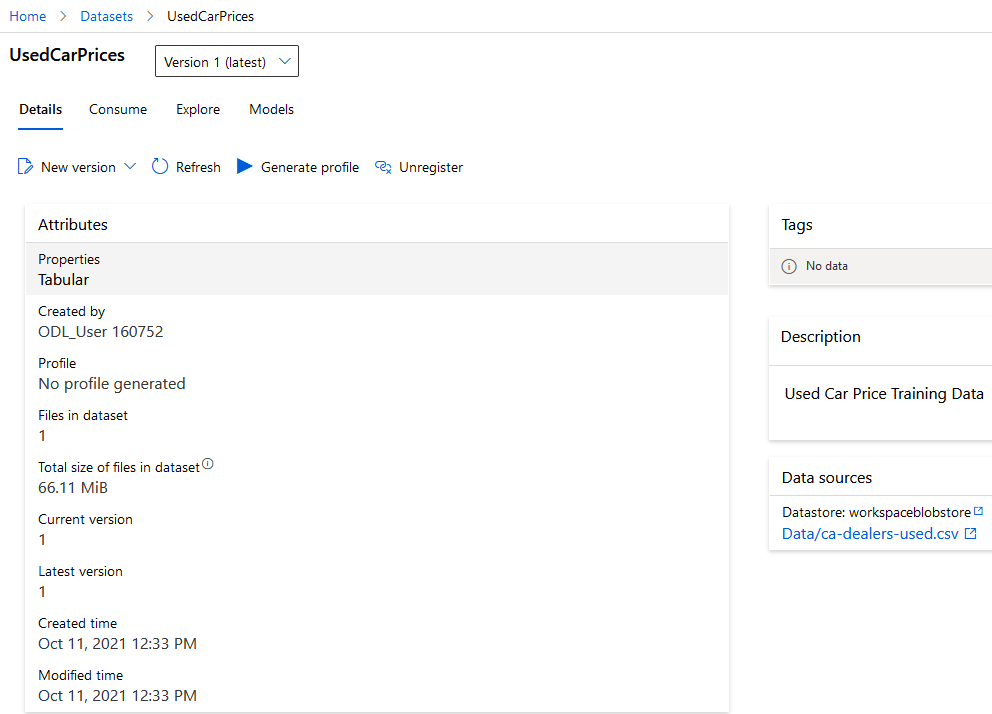 Home > Datasets > UsedCarPrices
UsedCarPrices
Version 1 (latest)
Details Consume Explore Models
New version Refresh Generate profile Unregister
Attributes
Properties
Tabular
Created by
ODL_User 160752
Profile
No profile generated
Files in dataset
1
Total size of files in dataset
66.11 MiB
Current version
1
Latest version
1
Created time
Oct 11, 2021 12:33 PM
Modified time
Oct 11, 2021 12:33 PM
Tags
No data
Description
Used Car Price Training Data
Data sources
Datastore: workspaceblobstore
Data/ca-dealers-used.csv